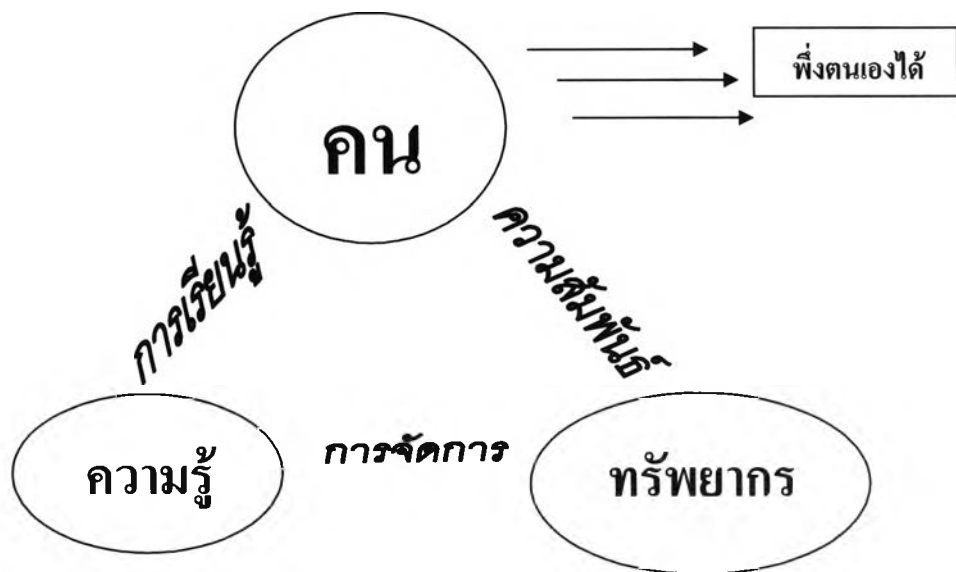 พึ่งตนเองได้
คน
การเรียนรู้
ความสัมพันธ์
ความรู้
การจัดการ
ทรัพยากร